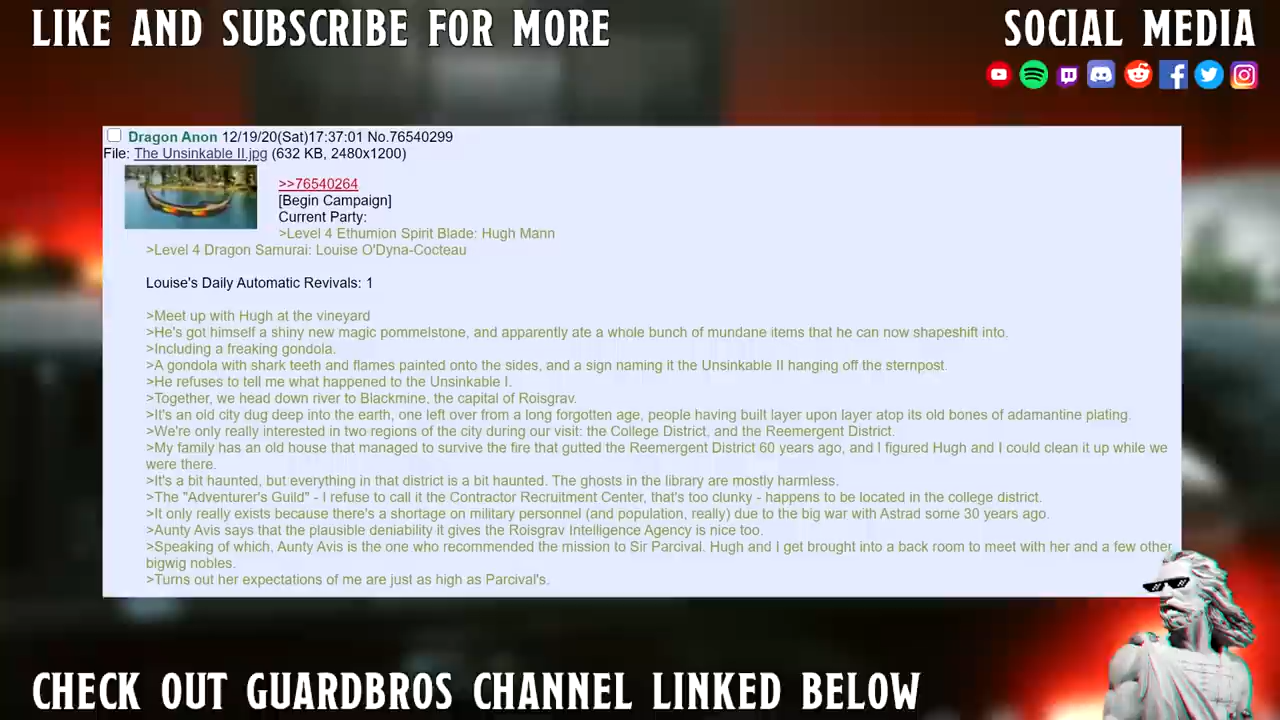 LIKE AND SUBSCRIBE FOR MORE
SOCIAL MEDIA
Dragon Anon 12/19/20(Sat)17:37:01 No.76540299
File: The Unsinkable II.jpg (632 KB, 2480x1200)
>>76540264
[Begin Campaign]
Current Party:
>Level 4 Ethumion Spirit Blade: Hugh Mann
>Level 4 Dragon Samurai: Louise O'Dyna-Cocteau
Louise's Daily Automatic Revivals: 1
>Meet up with Hugh at the vineyard
>He's got himself a shiny new magic pommelstone, and apparently ate a whole bunch of mundane items that he can now shapeshift into.
>Including a freaking gondola.
>A gondola with shark teeth and flames painted onto the sides, and a sign naming it the Unsinkable II hanging off the sternpost.
>He refuses to tell me what happened to the Unsinkable I.
>Together, we head down river to Blackmine, the capital of Roisgrav.
>It's an old city dug deep into the earth, one left over from a long forgotten age, people having built layer upon layer atop its old bones of adamantine plating.
>We're only really interested in two regions of the city during our visit: the College District, and the Reemergent District.
>My family has an old house that managed to survive the fire that gutted the Reemergent District 60 years ago, and I figured Hugh and I could clean it up while we
were there.
>It's a bit haunted, but everything in that district is a bit haunted. The ghosts in the library are mostly harmless.
>The "Adventurer's Guild" - I refuse to call it the Contractor Recruitment Center, that's too clunky - happens to be located in the college district.
>It only really exists because there's a shortage on military personnel (and population, really) due to the big war with Astrad some 30 years ago.
>Aunty Avis says that the plausible deniability it gives the Roisgrav Intelligence Agency is nice too.
>Speaking of which, Aunty Avis is the one who recommended the mission to Sir Parcival. Hugh and I get brought into a back room to meet with her and a few other
bigwig nobles.
>Turns out her expectations of me are just as high as Parcival's.
CHECK OUT GUARDBROS CHANNEL LINKED BELOW